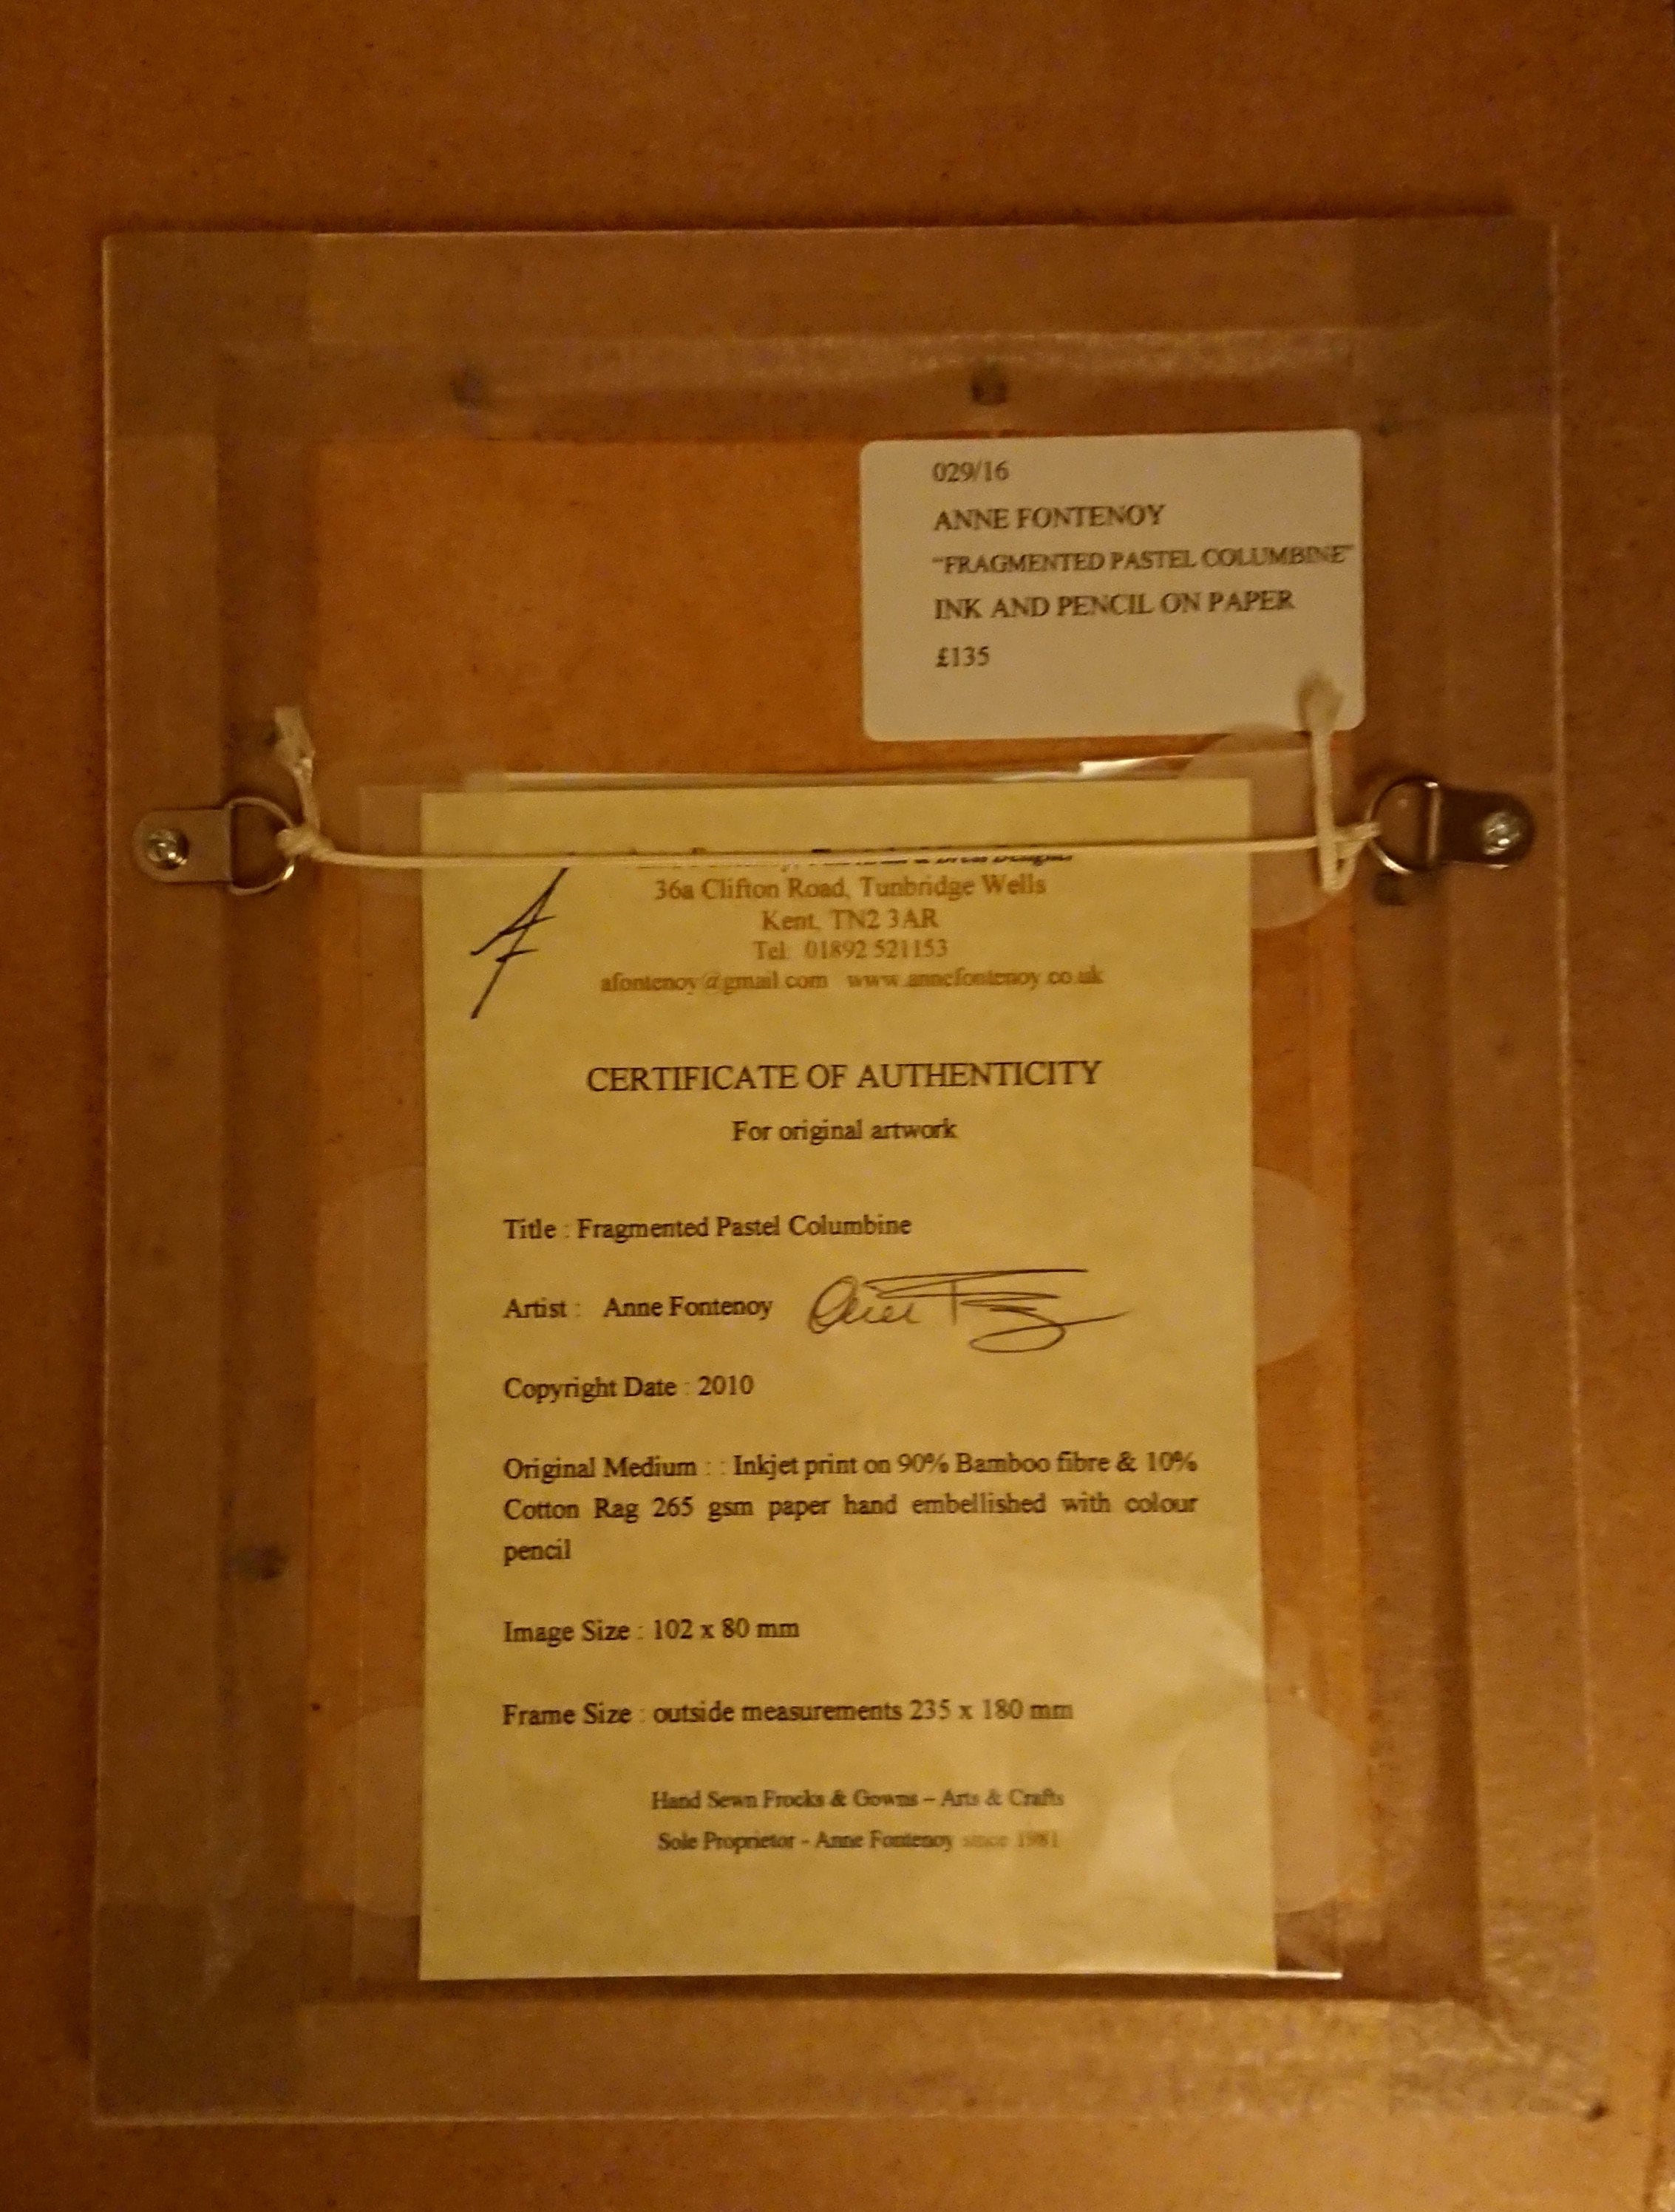 029/16
ANNE FONTENOY
"FRAGMENTED PASTEL COLUMBINE"
INK AND PENCIL ON PAPER
£135
Designer
36a Clifton Road, Tunbridge Wells
Kent, TN2 3AR
Tel: 01892 521153
afontenoy@gmail.com www.annefontenoy.co.uk
AF
CERTIFICATE OF AUTHENTICITY
For original artwork
Title : Fragmented Pastel Columbine
Artist : Anne Fontenoy
Copyright Date : 2010
Original Medium : : Inkjet print on 90% Bamboo fibre & 10%
Cotton Rag 265 gsm paper hand embellished with colour
pencil
Image Size : 102 x 80 mm
Frame Size : outside measurements 235 x 180 mm
Hand Sewn Frocks & Gowns – Arts & Crafts
Sole Proprietor - Anne Fontenoy since 1981